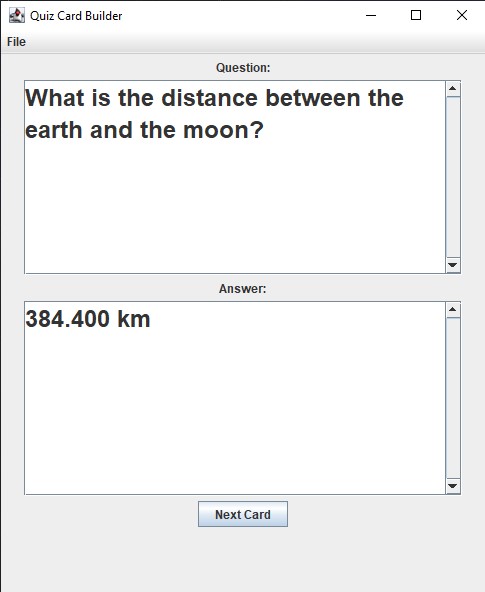 Quiz Card Builder
File
Question:
What is the distance between the
earth and the moon?
Answer:
384.400 km
Next Card